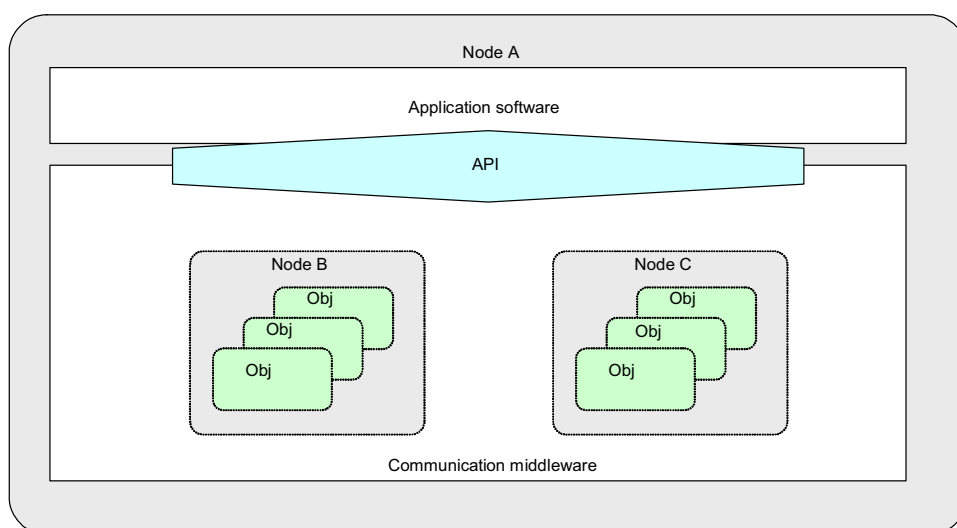 Node A
Application software
API
Node B
Node C
Obj
Obj
Obj
Obj
Obj
Obj
Communication middleware